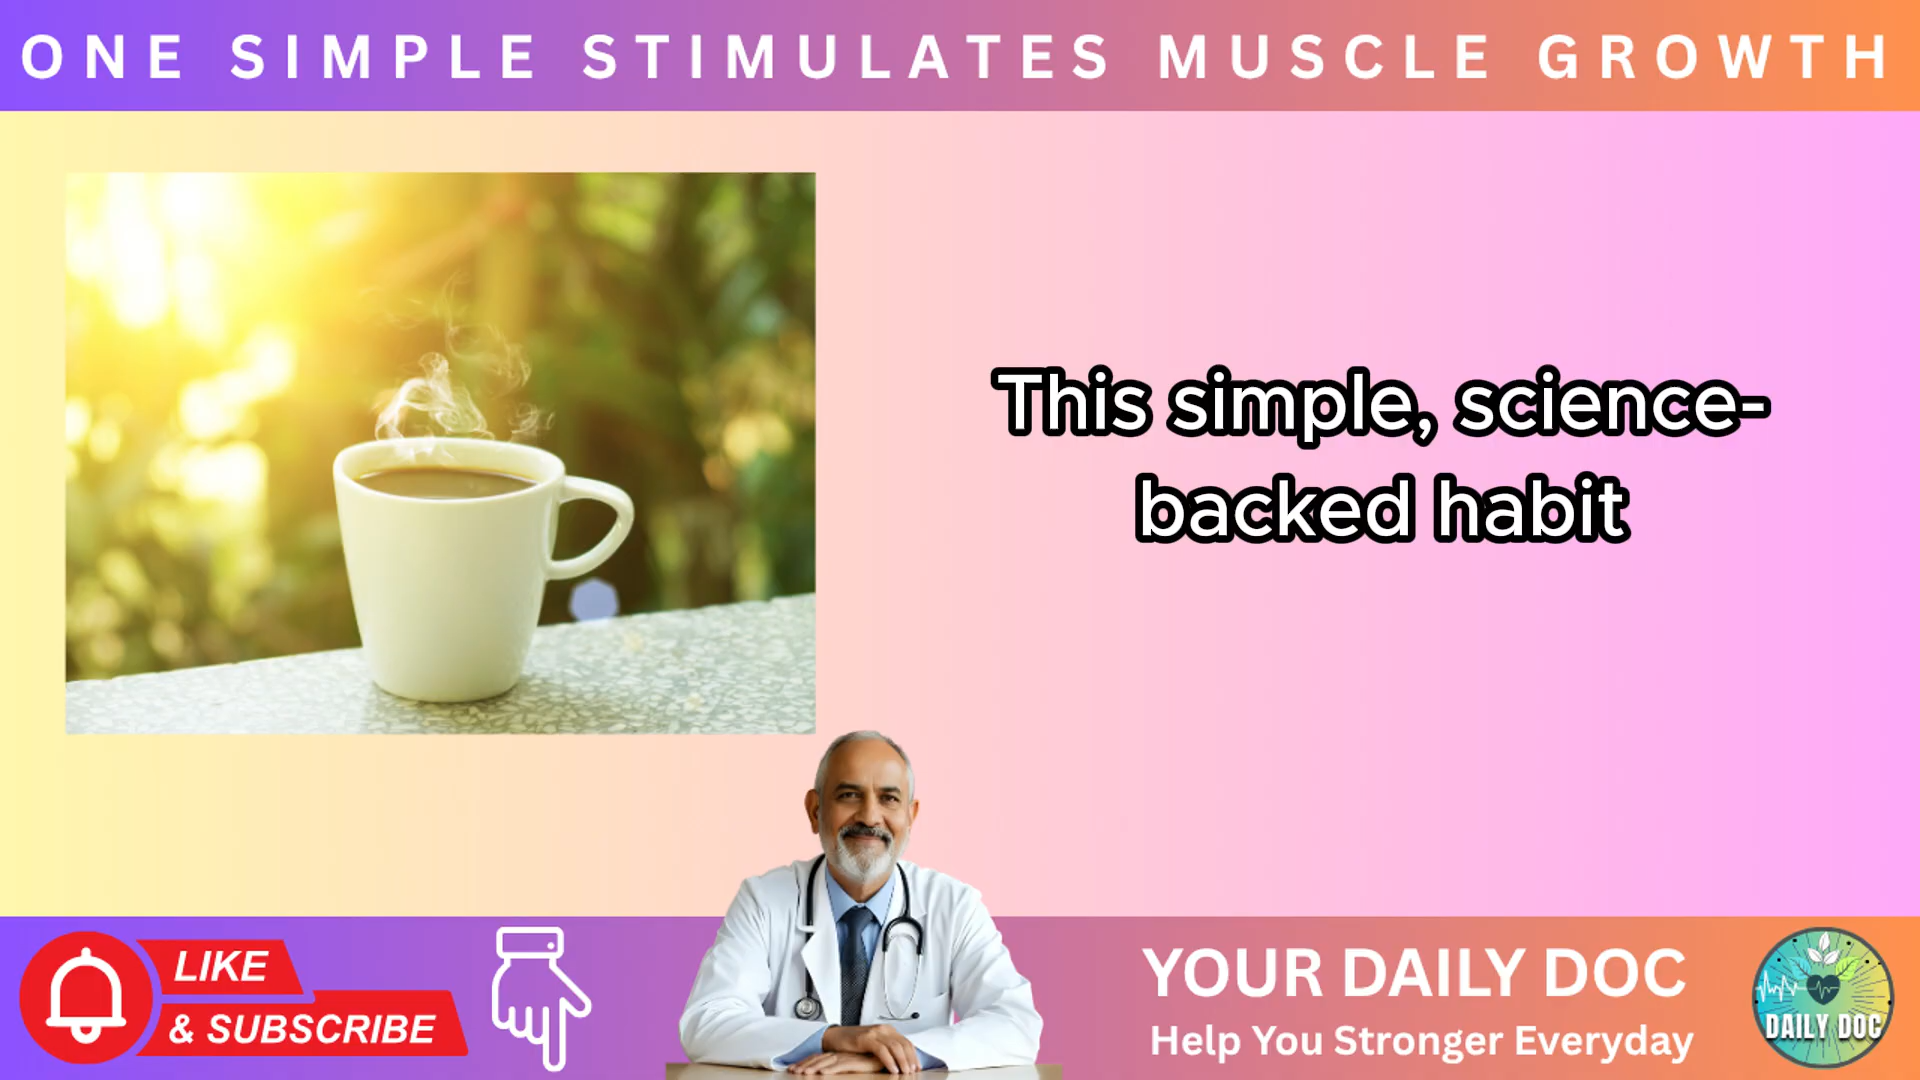 ONE SIMPLE STIMULATES MUSCLE GROWTH
This simple, science-
backed habit
LIKE
& SUBSCRIBE
YOUR DAILY DOC
Help You Stronger Everyday
DAILY DOC